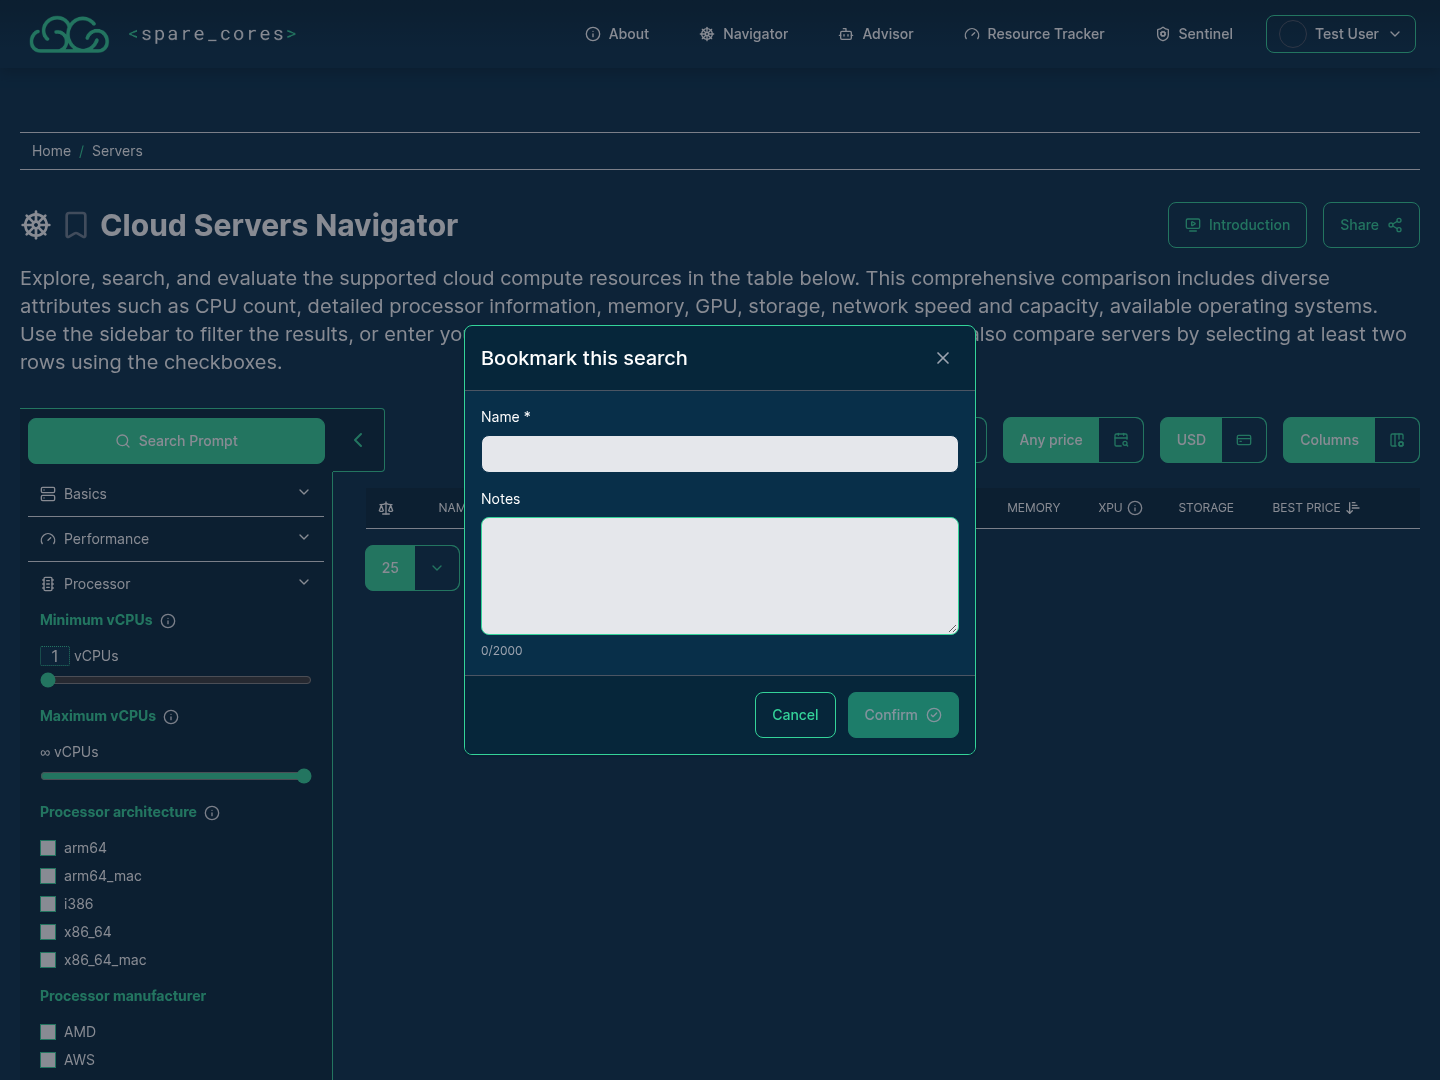 <spare_cores>
About
Navigator
Advisor
Resource Tracker
Sentinel
Test User
Home / Servers
Cloud Servers Navigator
Introduction
Share
Explore, search, and evaluate the supported cloud compute resources in the table below. This comprehensive comparison includes diverse
attributes such as CPU count, detailed processor information, memory, GPU, storage, network speed and capacity, available operating systems.
Use the sidebar to filter the results, or enter also compare servers by selecting at least two
rows using the checkboxes.
Bookmark this search
Name *
Notes
0/2000
Cancel
Confirm
Search Prompt
Any price
USD
Columns
MEMORY
XPU
STORAGE
BEST PRICE
25
Basics
Performance
Processor
Minimum vCPUs
1 vCPUs
Maximum vCPUs
∞ vCPUs
Processor architecture
arm64
arm64_mac
i386
x86_64
x86_64_mac
Processor manufacturer
AMD
AWS